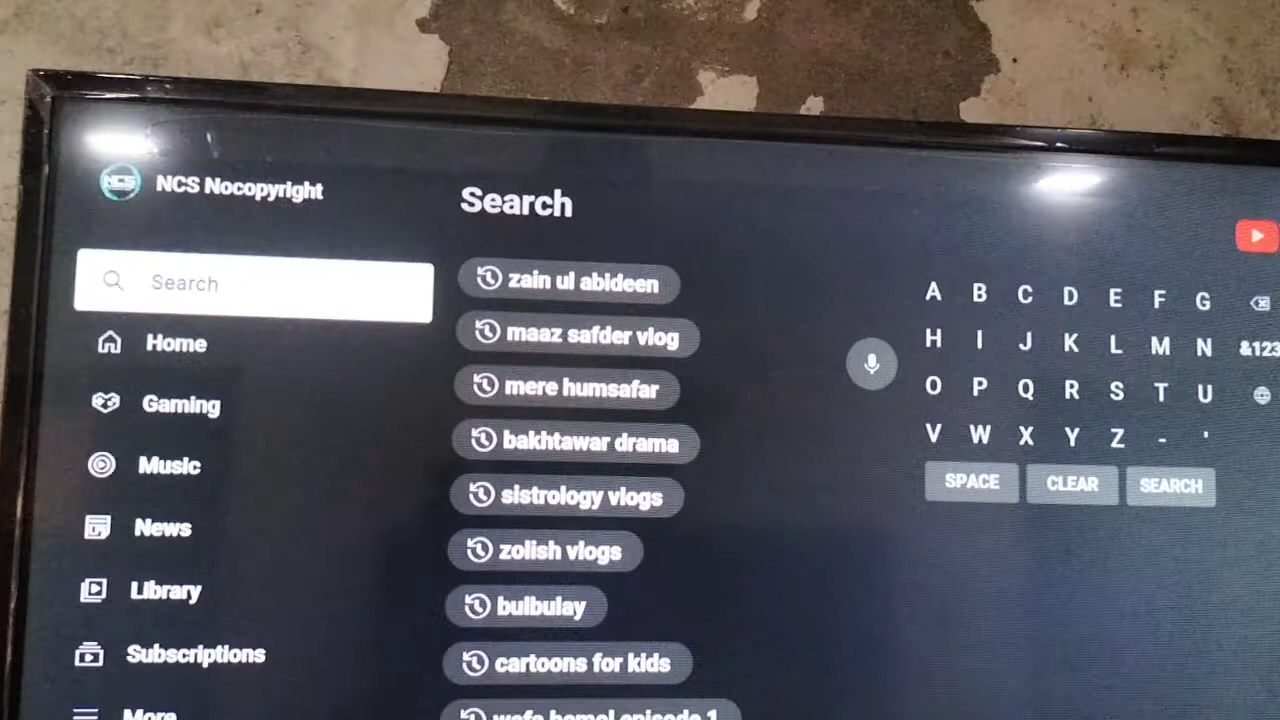 NCS Nocopyright
Search
Home
Gaming
Music
News
Library
Subscriptions
More
Search
zain ul abideen
maaz safder vlog
mere humsafar
bakhtawar drama
sistrology vlogs
zolish vlogs
bulbulay
cartoons for kids
A B C D E F G
H I J K L M N &123
O P Q R S T U
V W X Y Z - '
SPACE CLEAR SEARCH